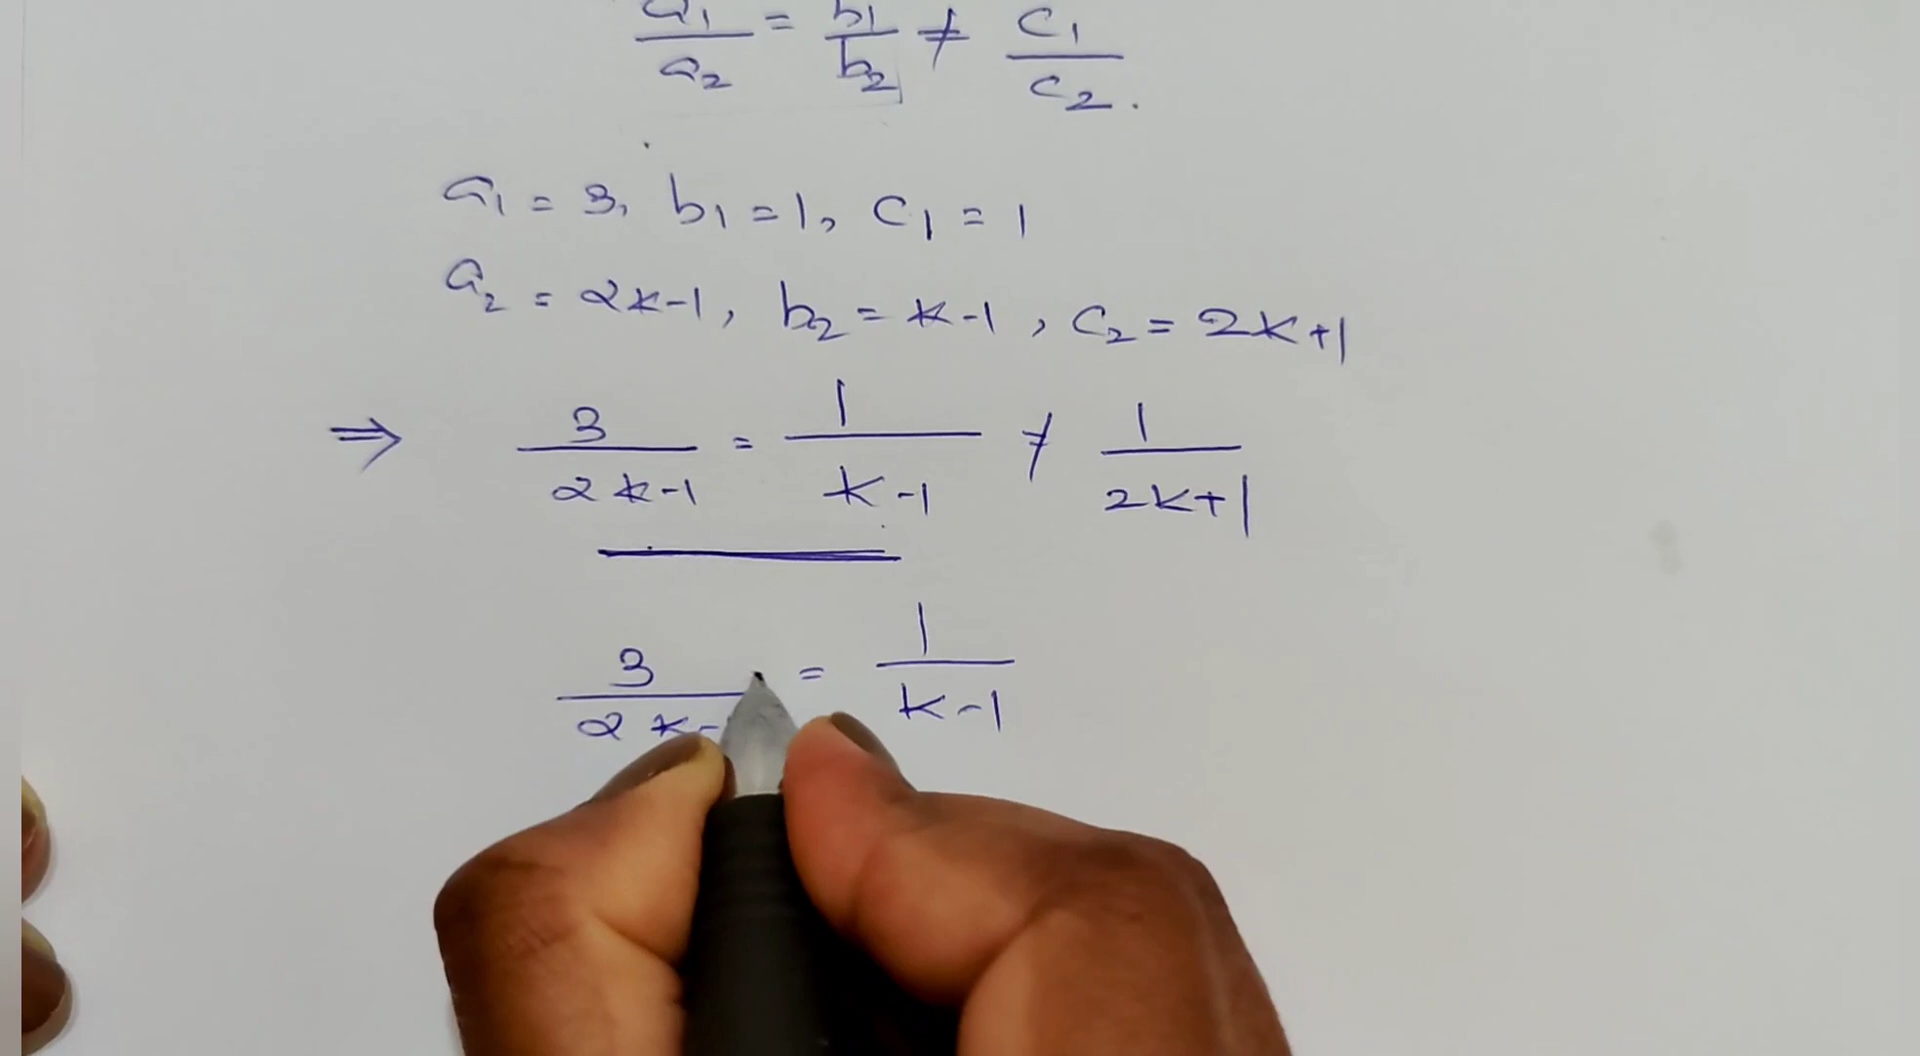 a1/a2 = b1/b2 ≠ c1/c2.
a1 = 3, b1 = 1, c1 = 1
a2 = 2k-1, b2 = k-1, c2 = 2k+1
⇒ 3/2k-1 = 1/k-1 ≠ 1/2k+1
3/2k- = 1/k-1